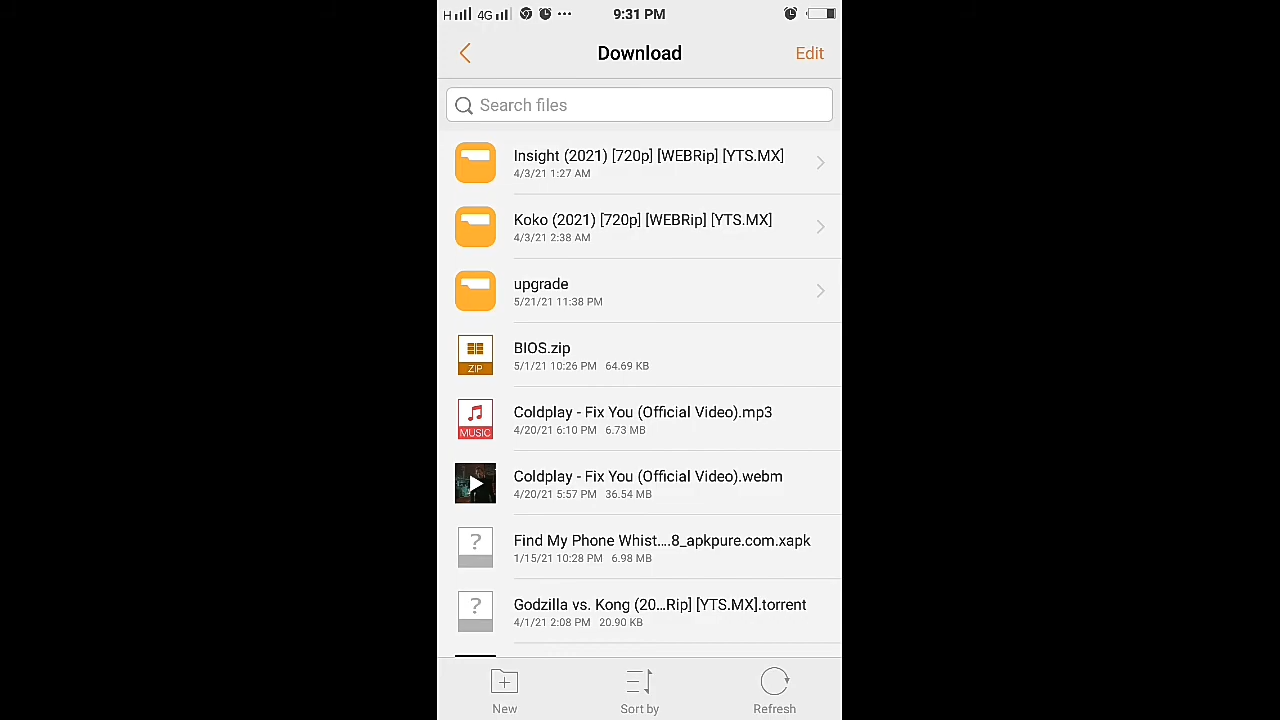 H 4G 9:31 PM
Download Edit
Search files
Insight (2021) [720p] [WEBRip] [YTS.MX]
4/3/21 1:27 AM
Koko (2021) [720p] [WEBRip] [YTS.MX]
4/3/21 2:38 AM
upgrade
5/21/21 11:38 PM
BIOS.zip
5/1/21 10:26 PM 64.69 KB
ZIP
Coldplay - Fix You (Official Video).mp3
4/20/21 6:10 PM 6.73 MB
MUSIC
Coldplay - Fix You (Official Video).webm
4/20/21 5:57 PM 36.54 MB
Find My Phone Whist....8_apkpure.com.xapk
1/15/21 10:28 PM 6.98 MB
Godzilla vs. Kong (20...Rip] [YTS.MX].torrent
4/1/21 2:08 PM 20.90 KB
New Sort by Refresh